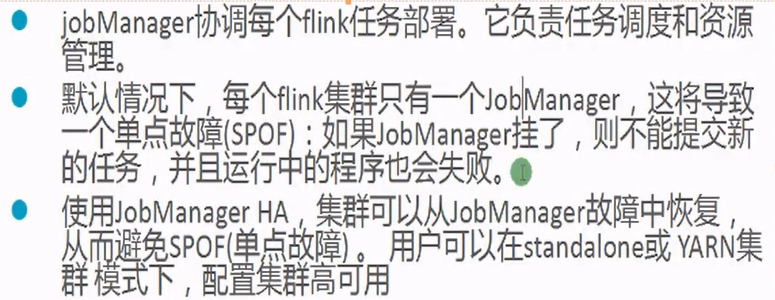 jobManager协调每个flink任务部署。它负责任务调度和资源
管理。
默认情况下，每个flink集群只有一个JobManager，这将导致
一个单点故障(SPOF)：如果JobManager挂了，则不能提交新
的任务，并且运行中的程序也会失败。
使用JobManager HA，集群可以从JobManager故障中恢复，
从而避免SPOF(单点故障) 。 用户可以在standalone或 YARN集
群 模式下，配置集群高可用